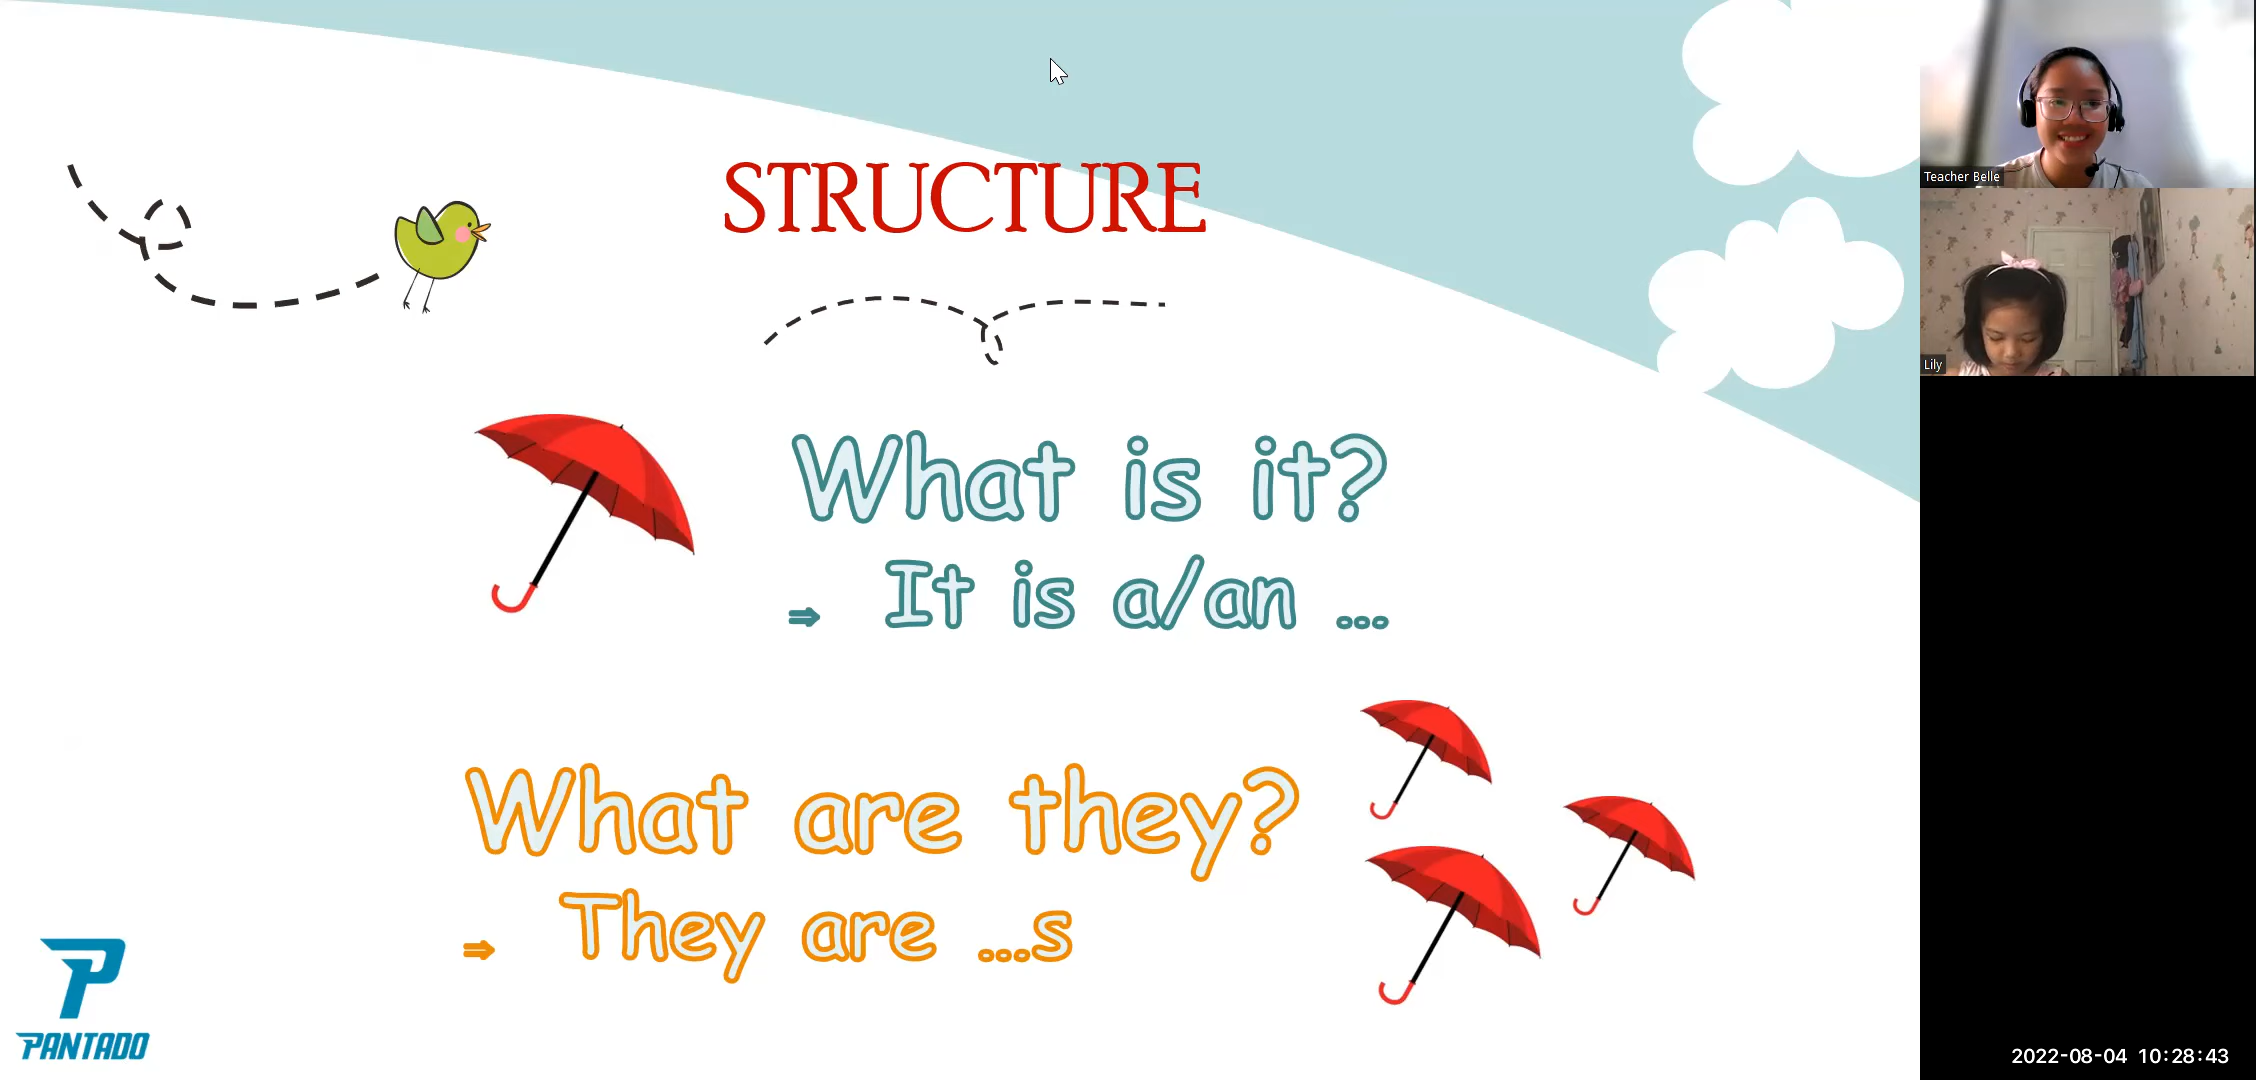 STRUCTURE
What is it?
⇒ It is a/an ...
What are they?
⇒ They are ...s
PANTADO
Teacher Belle
Lily
2022-08-04 10:28:43